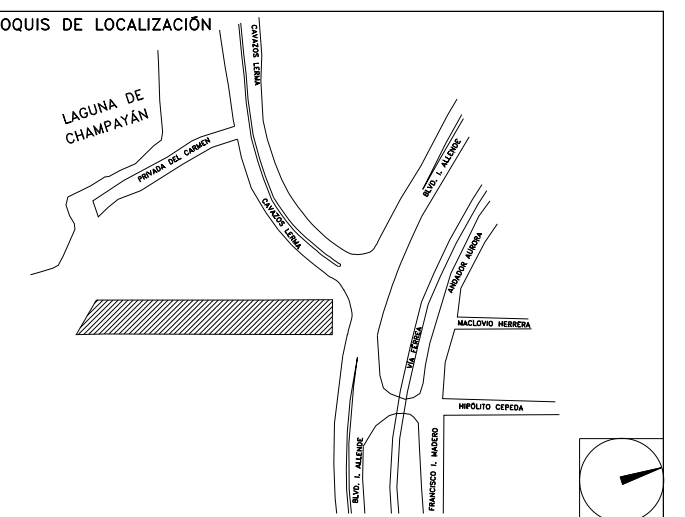 OQUIS DE LOCALIZACIÓN
CAVAZOS LERMA
LAGUNA DE
CHAMPAYÁN
PRIVADA DEL CARMEN
BLVD. I. ALLENDE
CAVAZOS LERMA
ANDADOR AURORA
MACLOVIO HERRERA
VÍA FÉRREA
HIPÓLITO CEPEDA
BLVD. I. ALLENDE
FRANCISCO I. MADERO